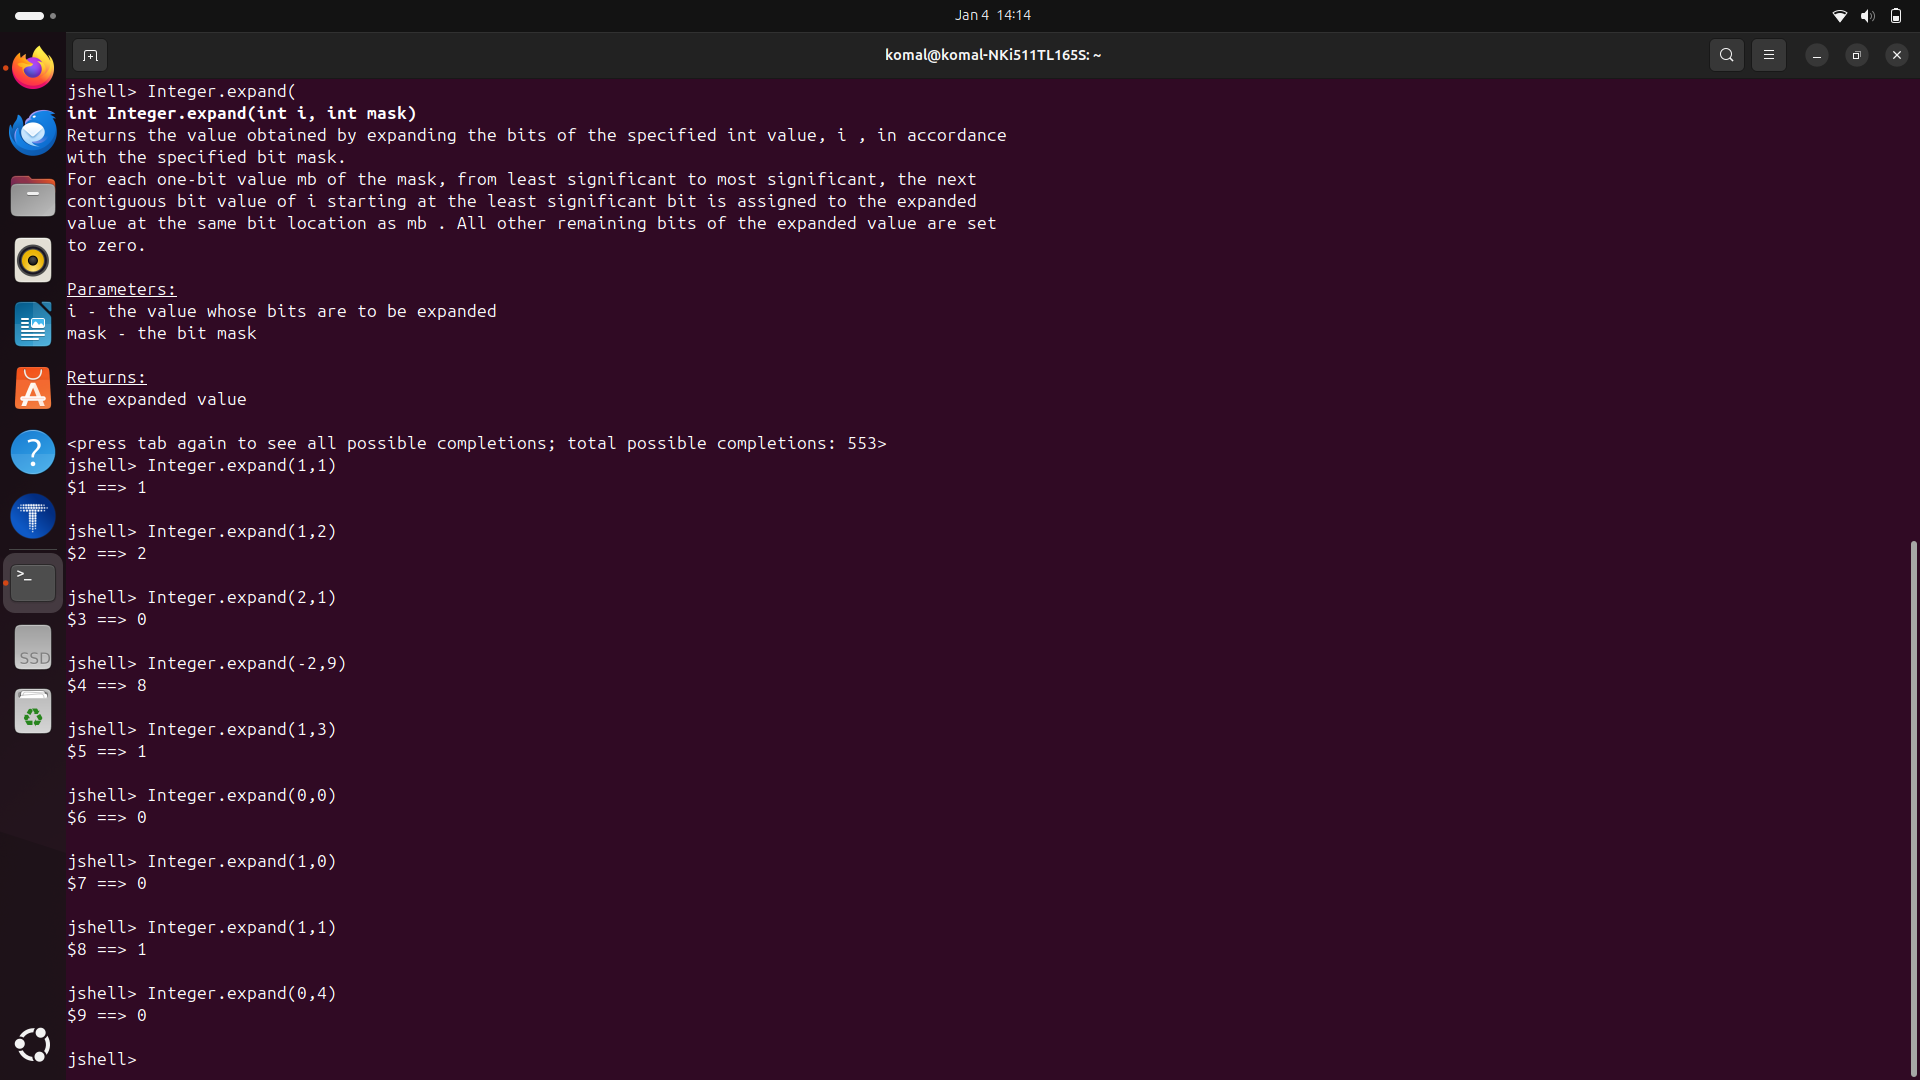 Jan 4 14:14
komal@komal-NKi511TL165S: ~
jshell> Integer.expand(
int Integer.expand(int i, int mask)
Returns the value obtained by expanding the bits of the specified int value, i , in accordance
with the specified bit mask.
For each one-bit value mb of the mask, from least significant to most significant, the next
contiguous bit value of i starting at the least significant bit is assigned to the expanded
value at the same bit location as mb . All other remaining bits of the expanded value are set
to zero.
Parameters:
i - the value whose bits are to be expanded
mask - the bit mask
Returns:
the expanded value
<press tab again to see all possible completions; total possible completions: 553>
jshell> Integer.expand(1,1)
$1 ==> 1
jshell> Integer.expand(1,2)
$2 ==> 2
jshell> Integer.expand(2,1)
$3 ==> 0
jshell> Integer.expand(-2,9)
$4 ==> 8
jshell> Integer.expand(1,3)
$5 ==> 1
jshell> Integer.expand(0,0)
$6 ==> 0
jshell> Integer.expand(1,0)
$7 ==> 0
jshell> Integer.expand(1,1)
$8 ==> 1
jshell> Integer.expand(0,4)
$9 ==> 0
jshell>
SSD